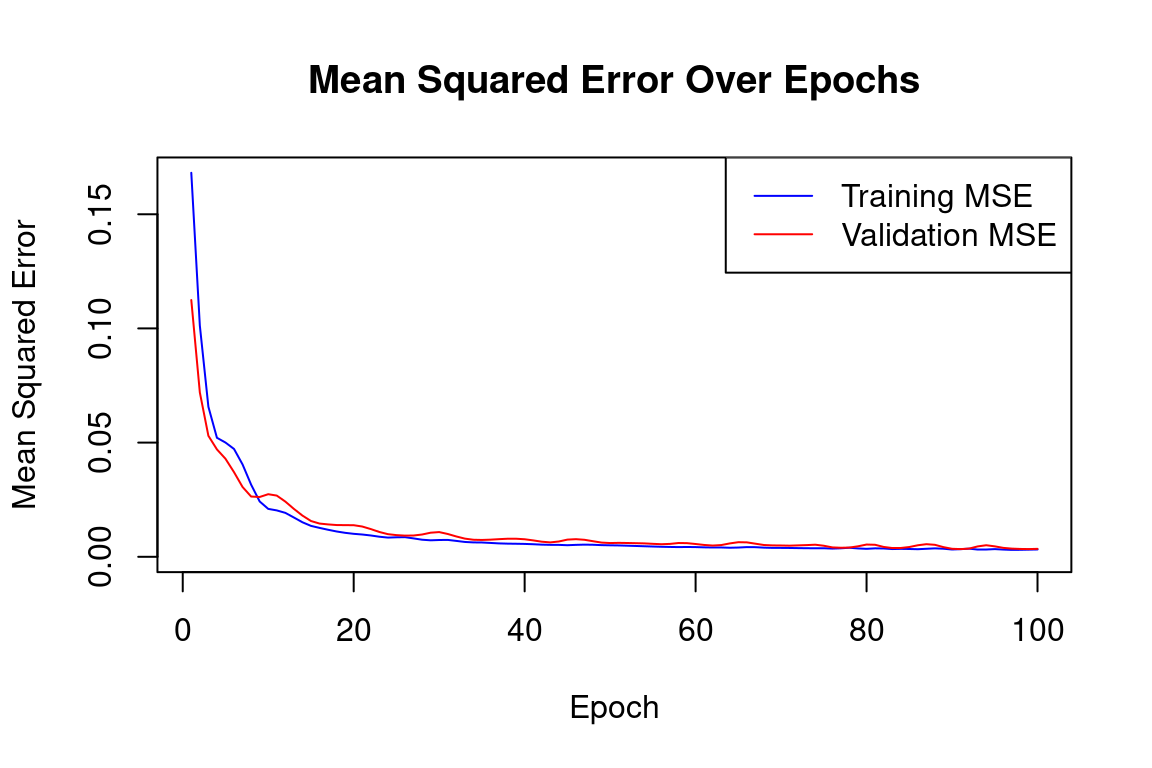 Mean Squared Error Over Epochs
Training MSE
Validation MSE
Mean Squared Error
0.15
0.10
0.05
0.00
0 20 40 60 80 100
Epoch